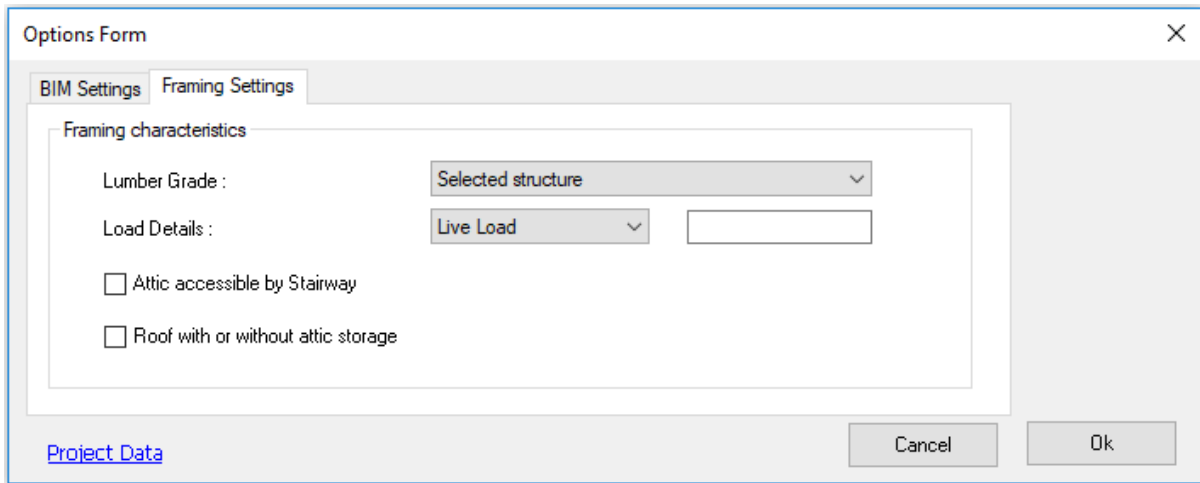 Options Form
BIM Settings Framing Settings
Framing characteristics
Lumber Grade : Selected structure
Load Details : Live Load
Attic accessible by Stairway
Roof with or without attic storage
Project Data Cancel Ok